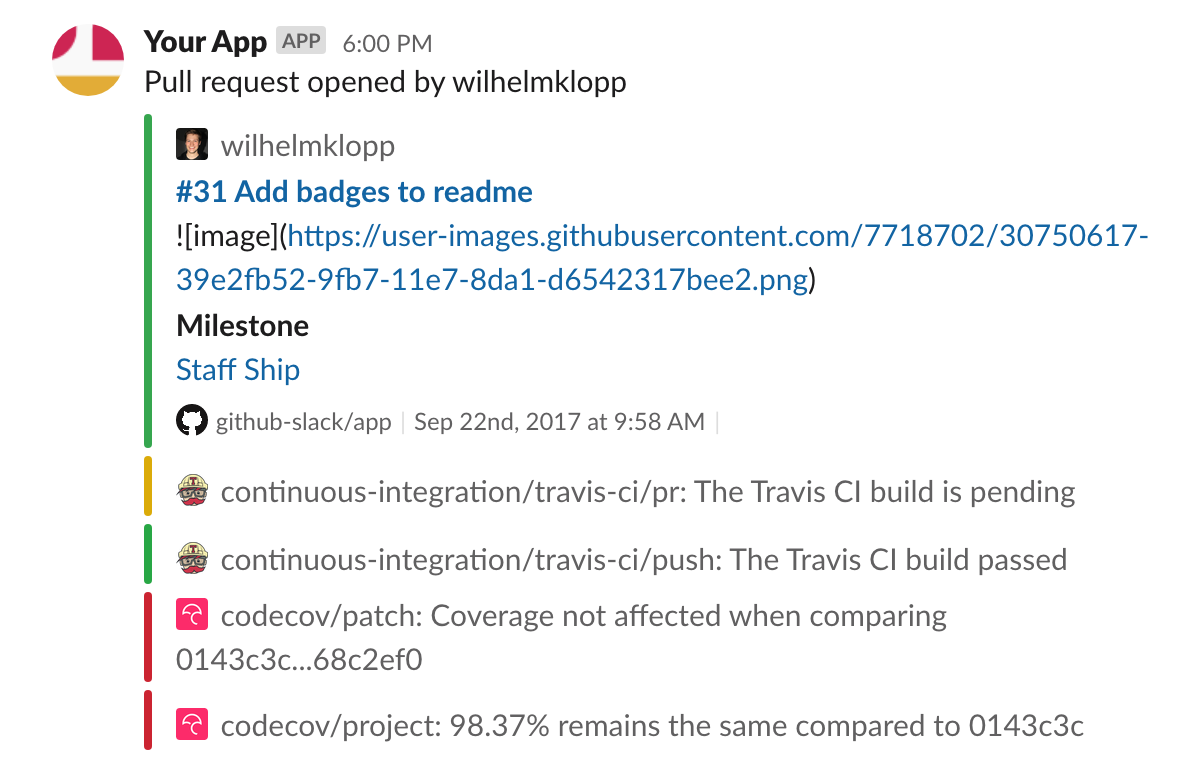 Your App APP 6:00 PM
Pull request opened by wilhelmklopp
wilhelmklopp
#31 Add badges to readme
![image](https://user-images.githubusercontent.com/7718702/30750617-
39e2fb52-9fb7-11e7-8da1-d6542317bee2.png)
Milestone
Staff Ship
github-slack/app | Sep 22nd, 2017 at 9:58 AM |
continuous-integration/travis-ci/pr: The Travis CI build is pending
continuous-integration/travis-ci/push: The Travis CI build passed
codecov/patch: Coverage not affected when comparing
0143c3c...68c2ef0
codecov/project: 98.37% remains the same compared to 0143c3c